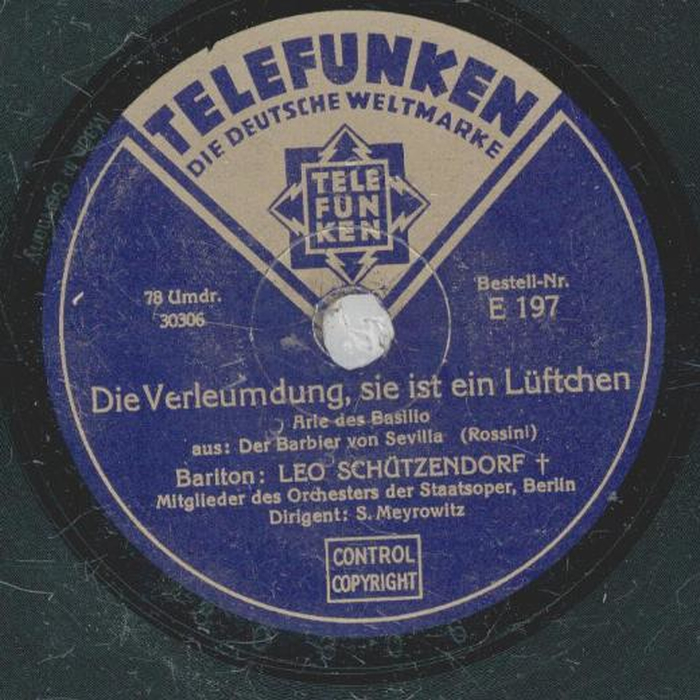 TELEFUNKEN
DIE DEUTSCHE WELTMARKE
TELE
FUN
KEN
78 Umdr.
30306
Bestell-Nr.
E 197
Die Verleumdung, sie ist ein Lüftchen
Arie des Basilio
aus: Der Barbier von Sevilla (Rossini)
Bariton: LEO SCHÜTZENDORF †
Mitglieder des Orchesters der Staatsoper, Berlin
Dirigent: S. Meyrowitz
CONTROL
COPYRIGHT